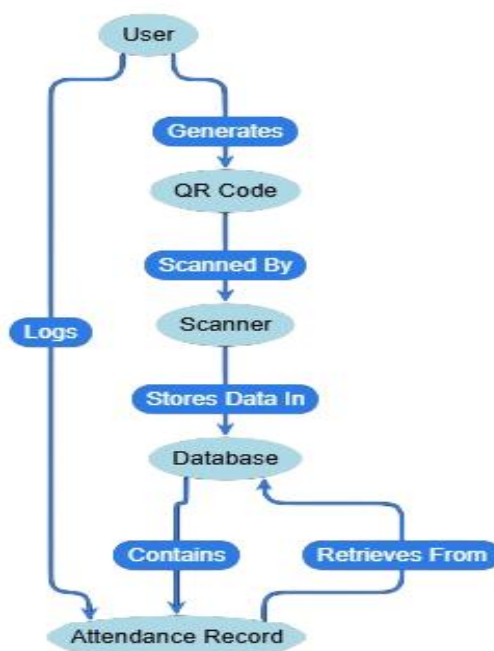 User
Generates
QR Code
Scanned By
Scanner
Logs
Stores Data In
Database
Contains
Retrieves From
Attendance Record